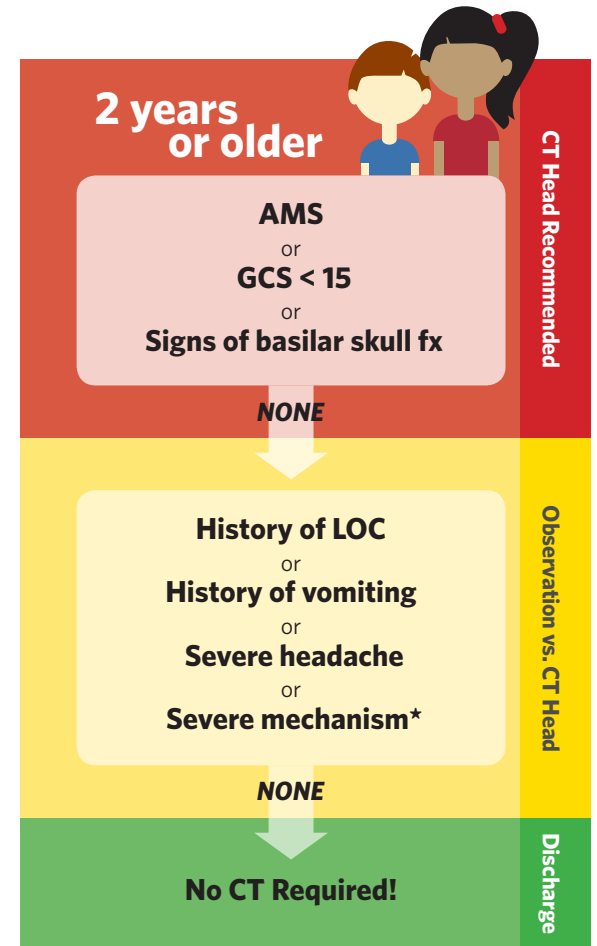 2 years
or older
AMS
or
GCS < 15
or
Signs of basilar skull fx
NONE
CT Head Recommended
History of LOC
or
History of vomiting
or
Severe headache
or
Severe mechanism★
NONE
Observation vs. CT Head
No CT Required!
Discharge